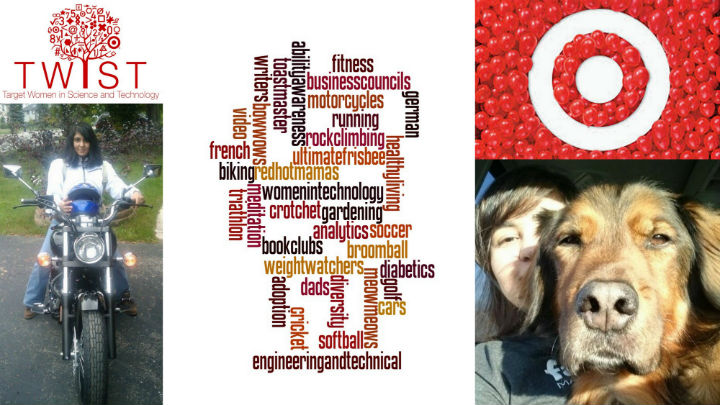 TWIST
Target Women in Science and Technology
writers
toastmaster
abilityawareness
fitness
businesscouncils
motorcycles
german
running
rockclimbing
video
bowwows
french
ultimatefrisbee
healthyliving
biking
redhotmamas
womenintechnology
triathlon
meditation
crotchet
gardening
analytics
soccer
bookclubs
broomball
weightwatchers
diabetics
adoption
dads
diversity
meowmeows
golf
cars
cricket
softball
engineeringandtechnical